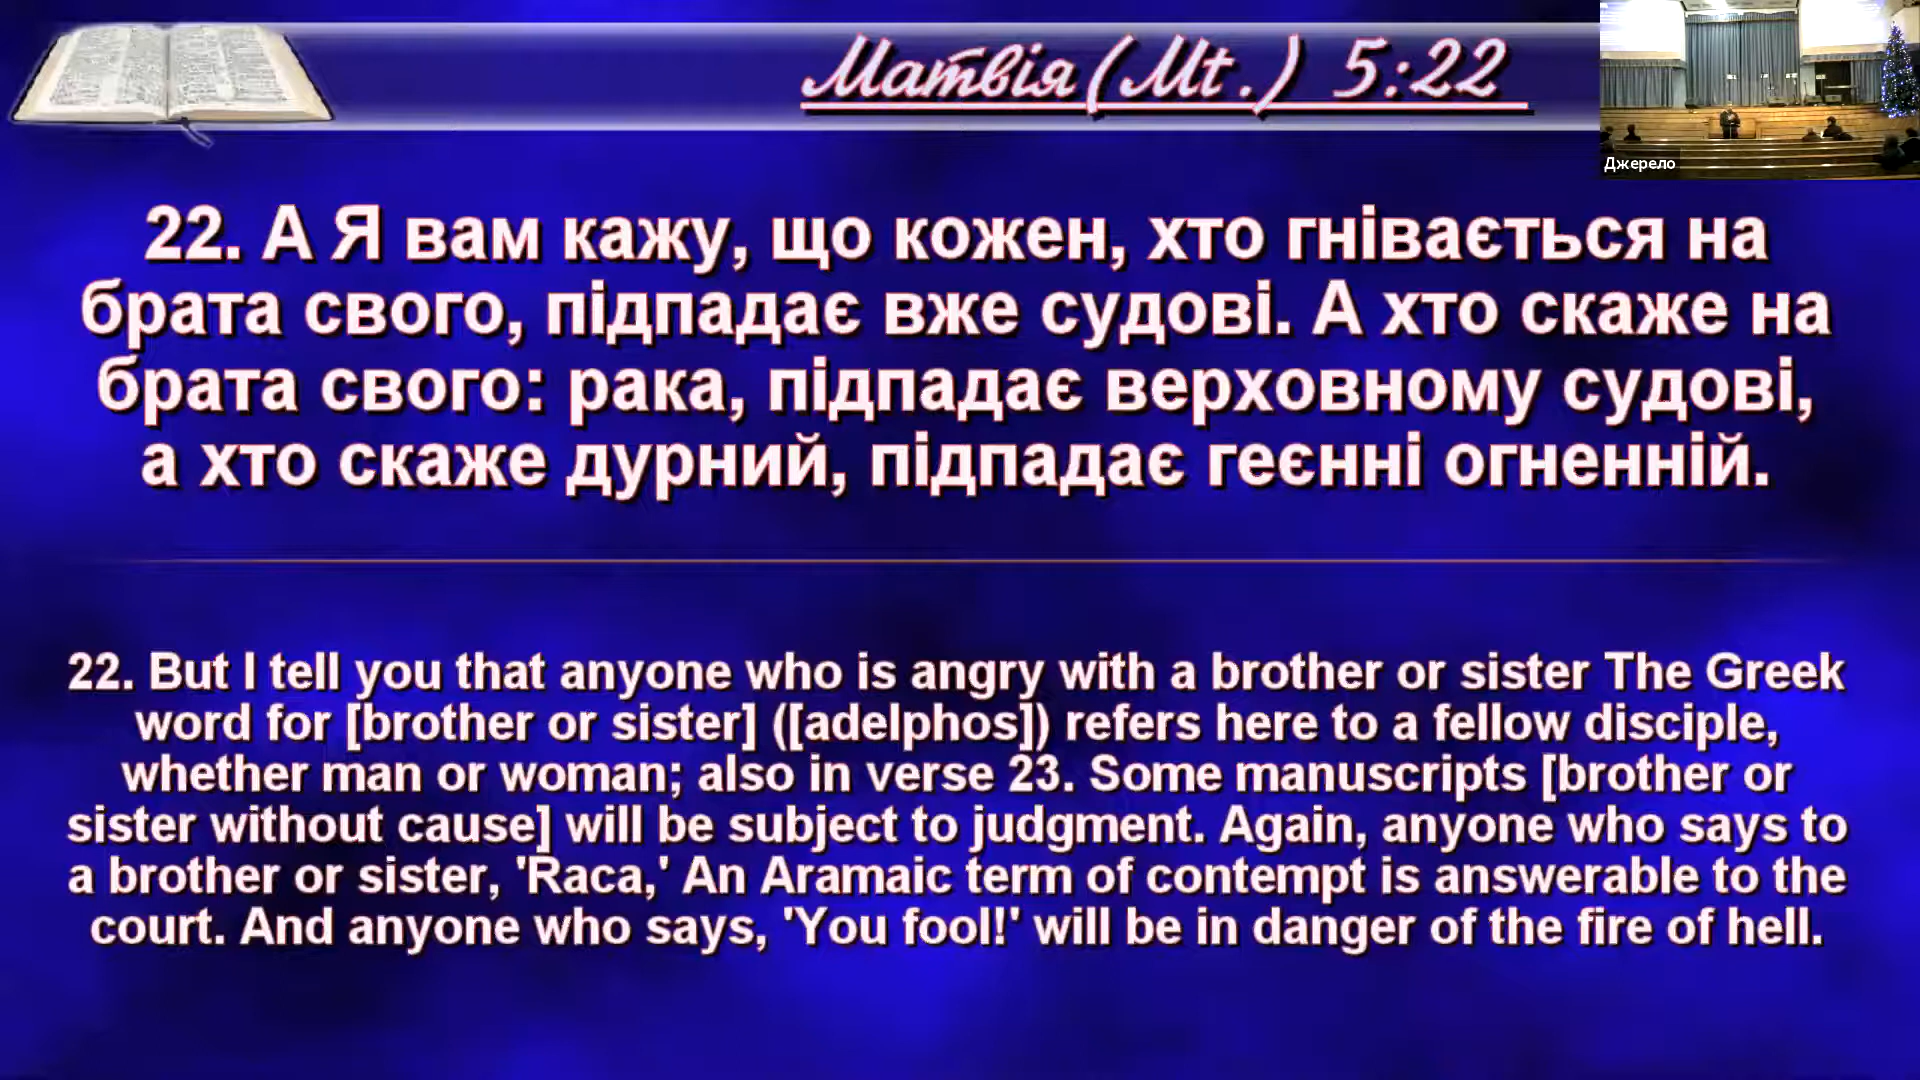 Матвія (Mt.) 5:22
Джерело
22. А Я вам кажу, що кожен, хто гнівається на
брата свого, підпадає вже судові. А хто скаже на
брата свого: рака, підпадає верховному судові,
а хто скаже дурний, підпадає геєнні огненній.
22. But I tell you that anyone who is angry with a brother or sister The Greek
word for [brother or sister] ([adelphos]) refers here to a fellow disciple,
whether man or woman; also in verse 23. Some manuscripts [brother or
sister without cause] will be subject to judgment. Again, anyone who says to
a brother or sister, 'Raca,' An Aramaic term of contempt is answerable to the
court. And anyone who says, 'You fool!' will be in danger of the fire of hell.